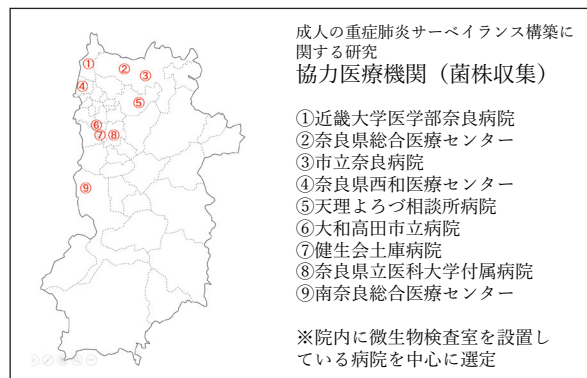 成人の重症肺炎サーベイランス構築に
関する研究
協力医療機関（菌株収集）
①近畿大学医学部奈良病院
②奈良県総合医療センター
③市立奈良病院
④奈良県西和医療センター
⑤天理よろづ相談所病院
⑥大和高田市立病院
⑦健生会土庫病院
⑧奈良県立医科大学付属病院
⑨南奈良総合医療センター
※院内に微生物検査室を設置し
ている病院を中心に選定
①
②
③
④
⑤
⑥
⑦⑧
⑨